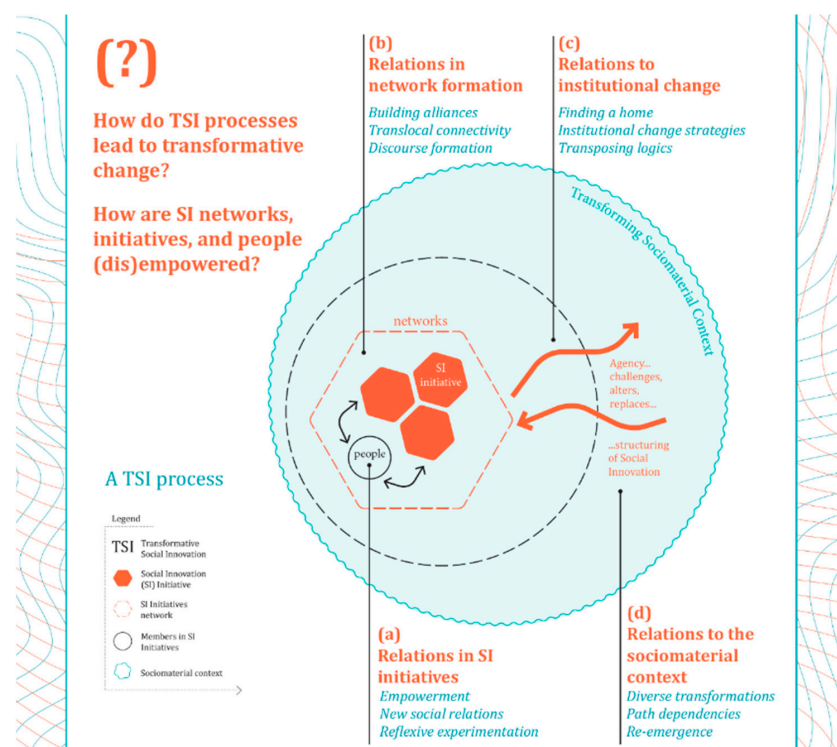 (?)
How do TSI processes
lead to transformative
change?
How are SI networks,
initiatives, and people
(dis)empowered?
(b)
Relations in
network formation
Building alliances
Translocal connectivity
Discourse formation
(c)
Relations to
institutional change
Finding a home
Institutional change strategies
Transposing logics
Transforming Sociomaterial Context
networks
SI
initiative
people
Agency...
challenges,
alters,
replaces...
...structuring
of Social
Innovation
A TSI process
Legend
TSI Transformative
Social Innovation
Social Innovation
(SI) Initiative
SI Initiatives
network
Members in SI
Initiatives
Sociomaterial context
(a)
Relations in SI
initiatives
Empowerment
New social relations
Reflexive experimentation
(d)
Relations to the
sociomaterial
context
Diverse transformations
Path dependencies
Re-emergence